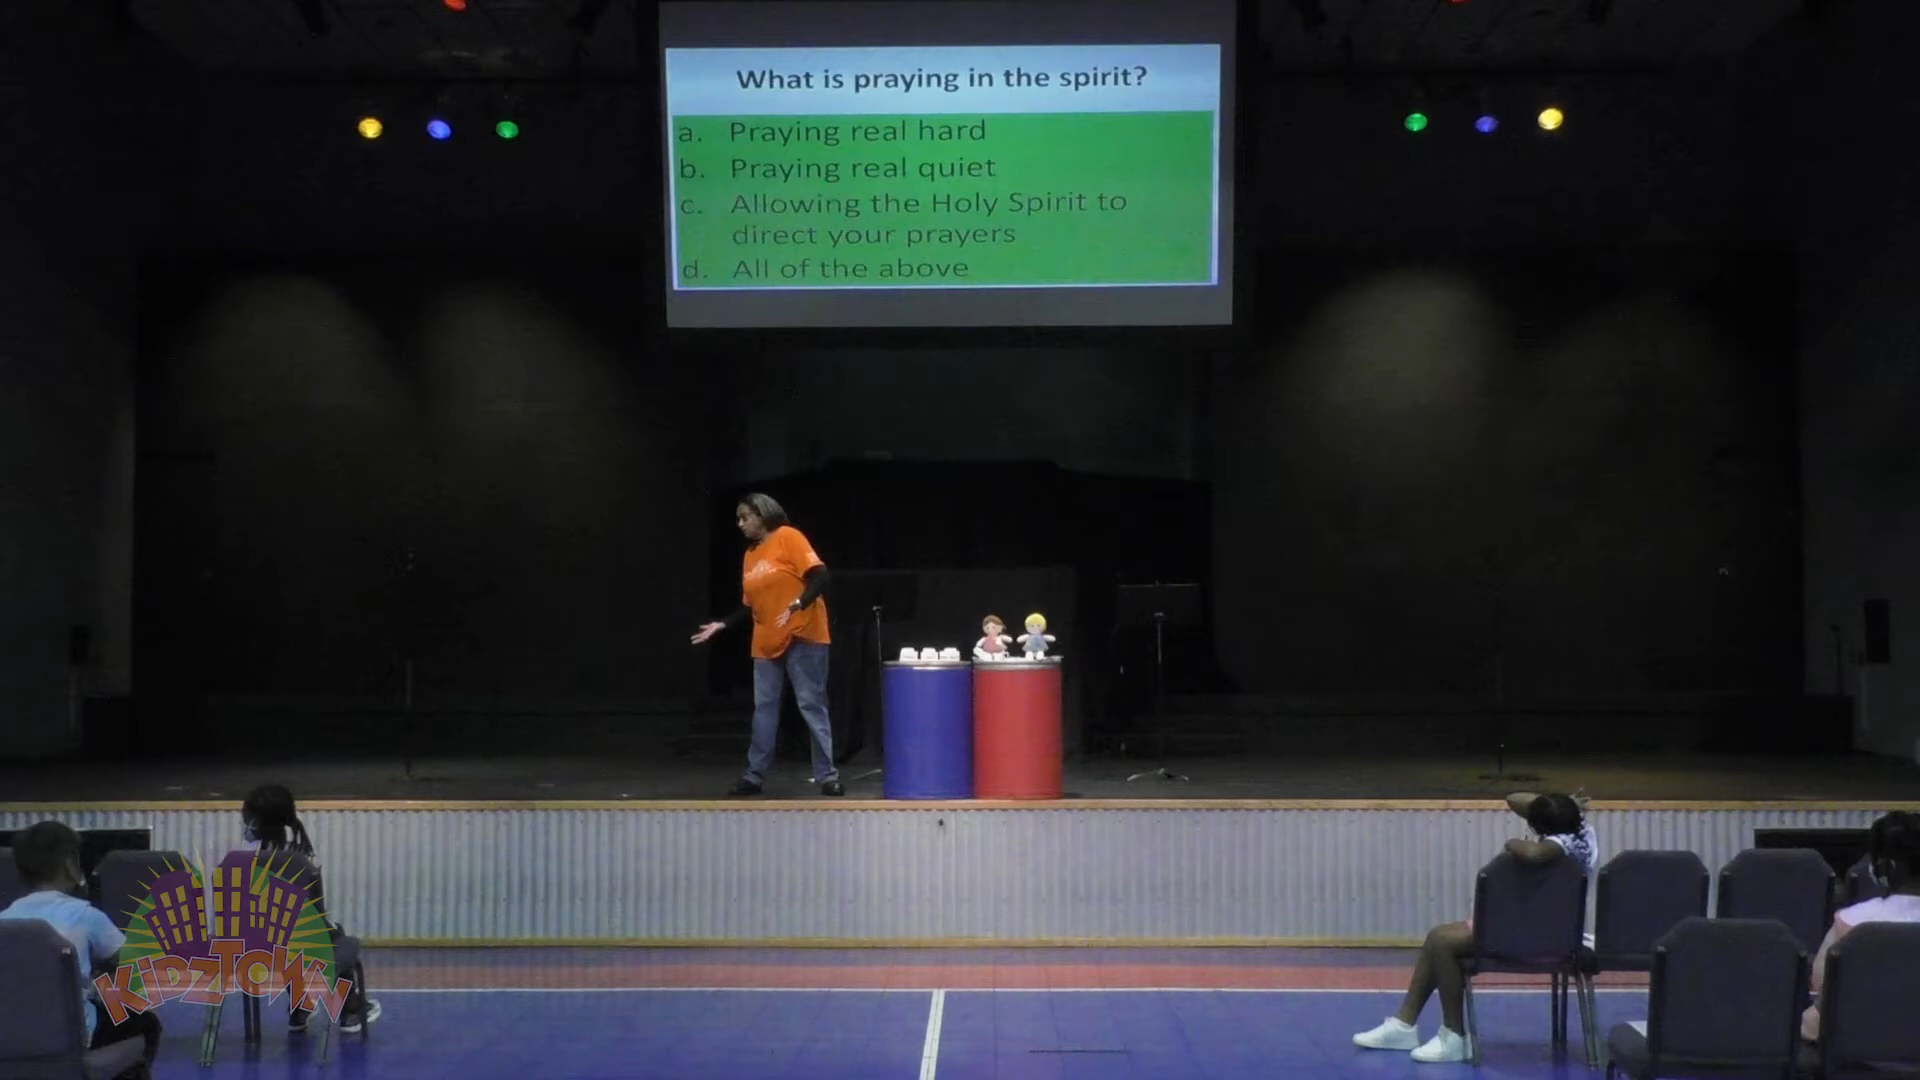 What is praying in the spirit?
a. Praying real hard
b. Praying real quiet
c. Allowing the Holy Spirit to
direct your prayers
d. All of the above
KIDZTOWN